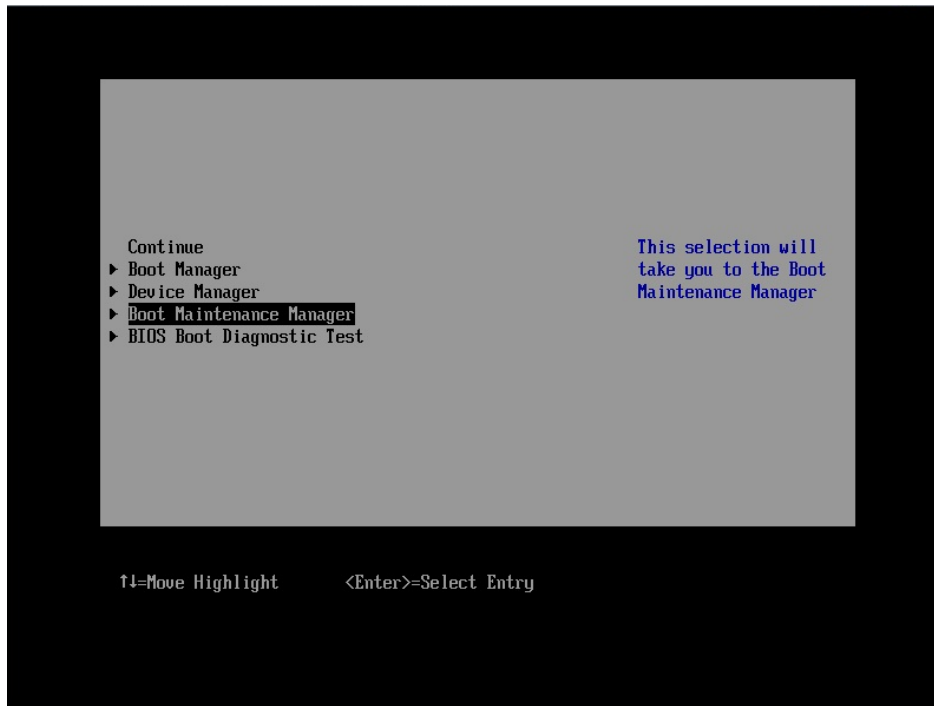 Continue
Boot Manager
Device Manager
Boot Maintenance Manager
BIOS Boot Diagnostic Test
This selection will
take you to the Boot
Maintenance Manager
↑↓=Move Highlight <Enter>=Select Entry